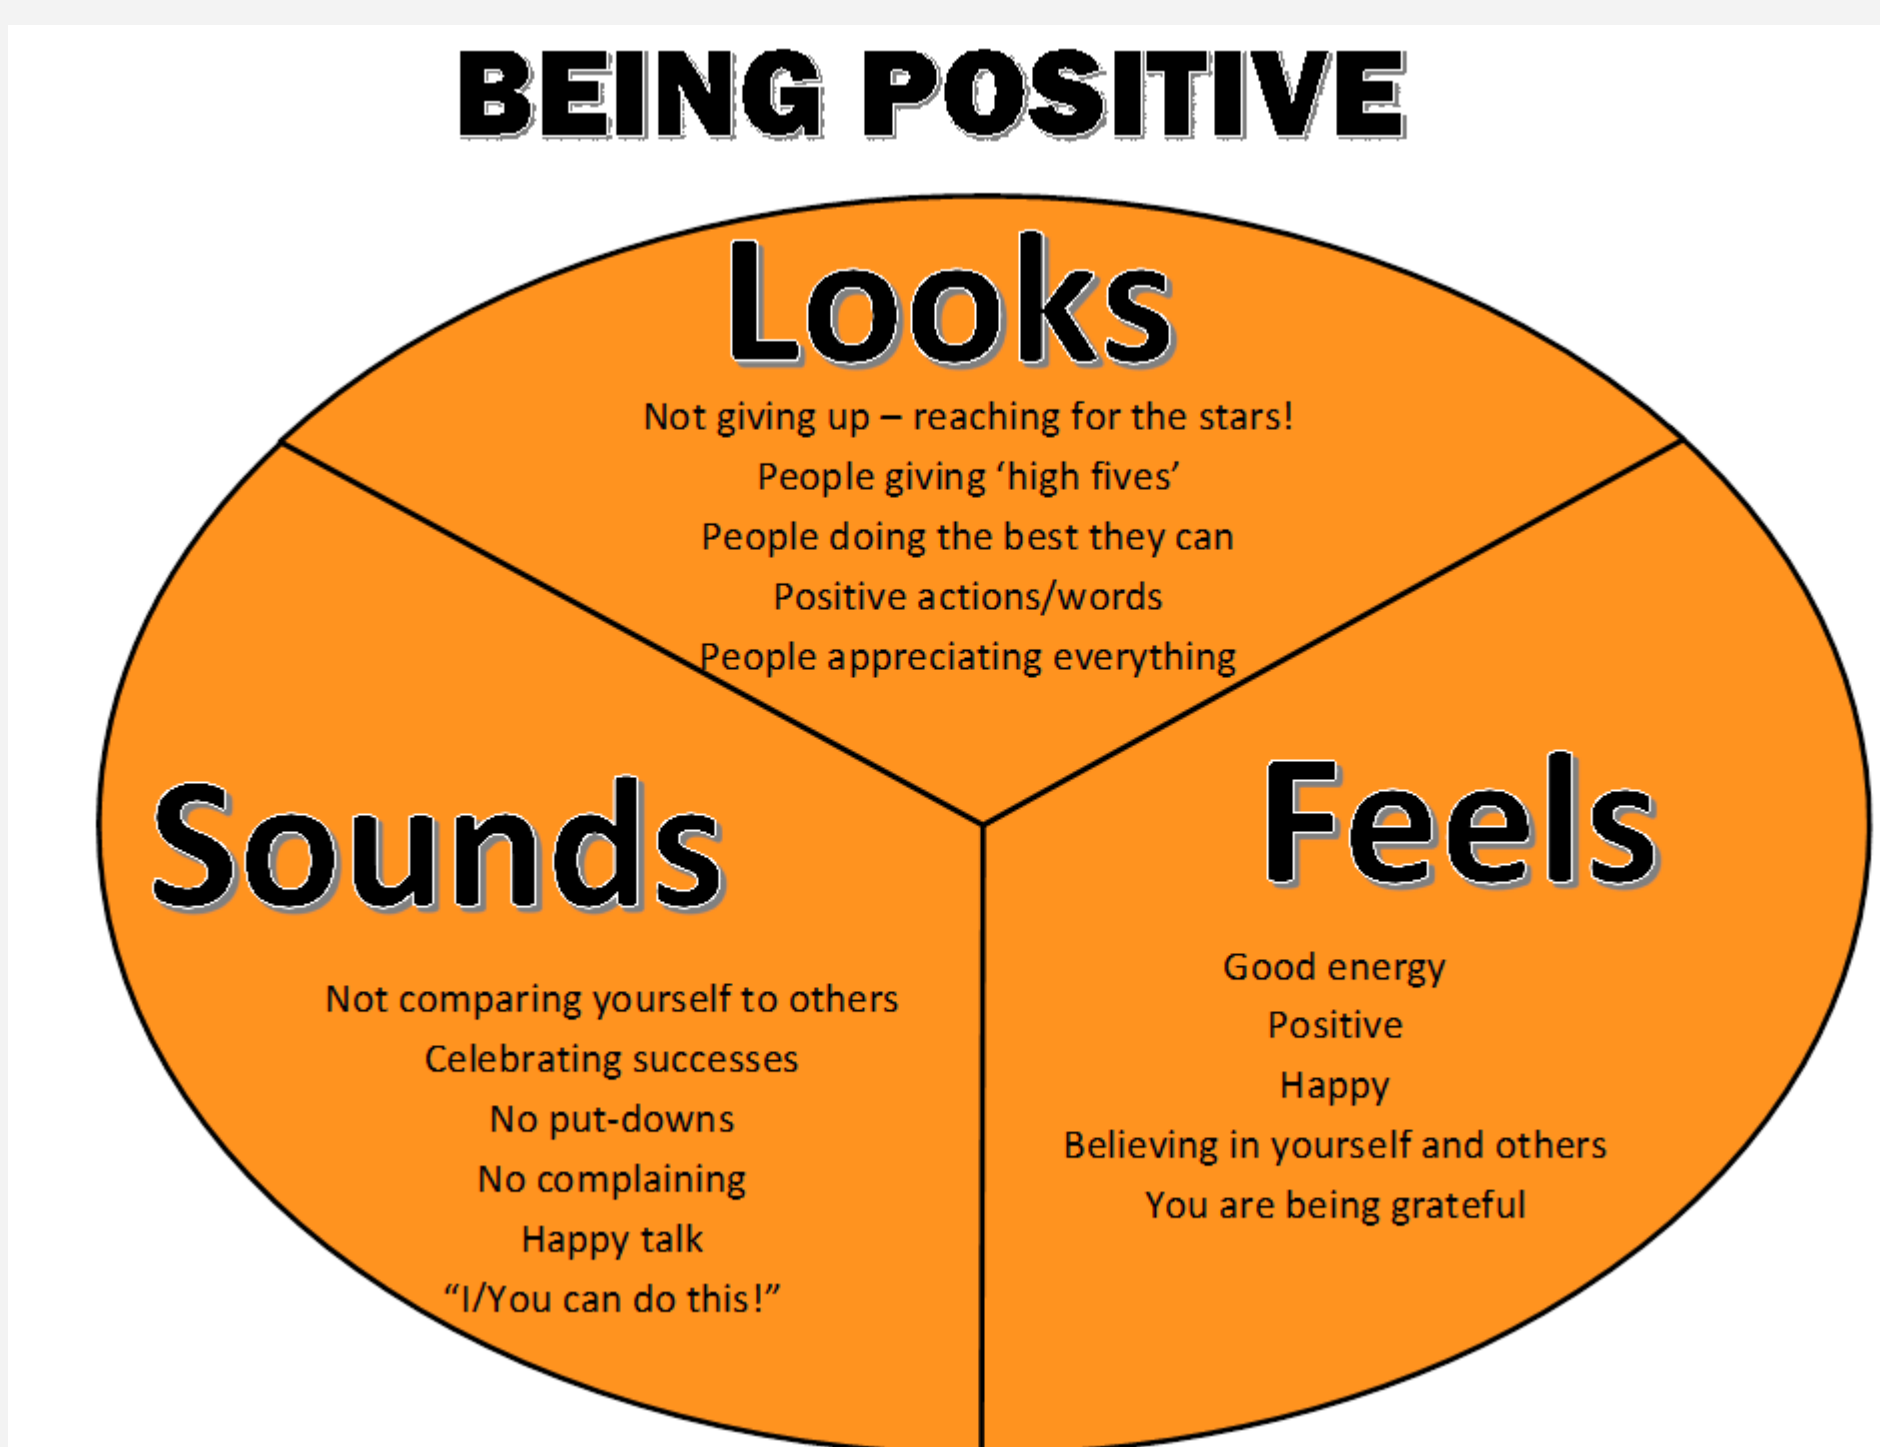 BEING POSITIVE
Looks
Not giving up – reaching for the stars!
People giving ‘high fives’
People doing the best they can
Positive actions/words
People appreciating everything
Sounds
Not comparing yourself to others
Celebrating successes
No put-downs
No complaining
Happy talk
“I/You can do this!”
Feels
Good energy
Positive
Happy
Believing in yourself and others
You are being grateful